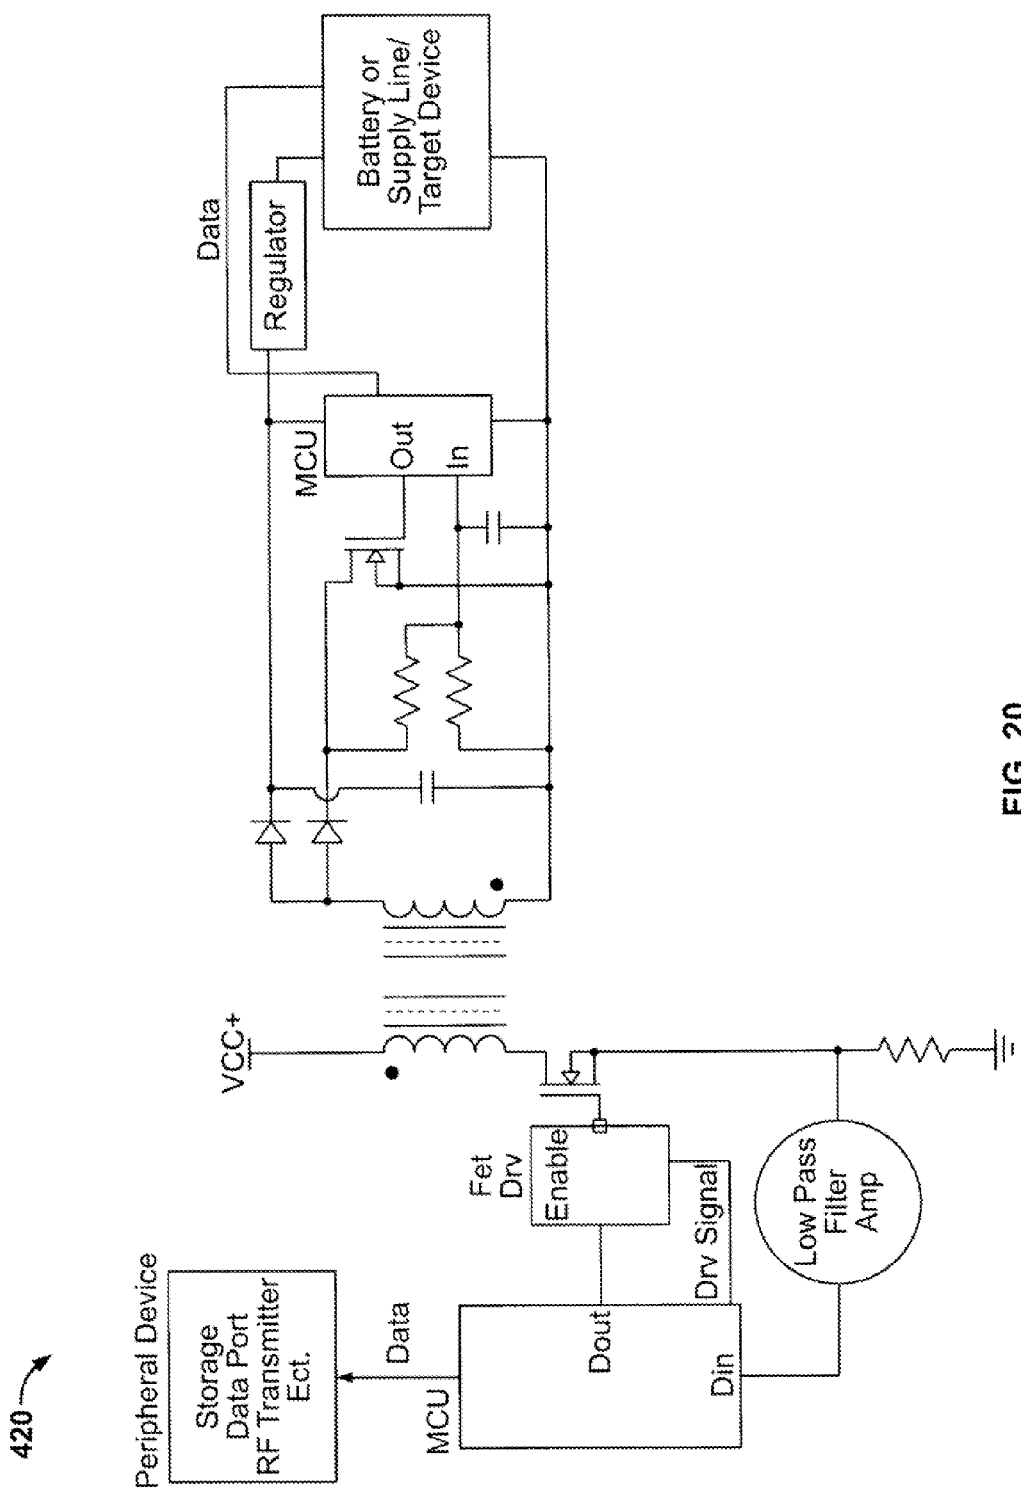 420
Peripheral Device
Storage
Data Port
RF Transmitter
Ect.
Data
MCU
Dout
Din
Drv Signal
Fet
Drv
Enable
Low Pass
Filter
Amp
VCC+
MCU
Out
In
Data
Regulator
Battery or
Supply Line/
Target Device
FIG. 20